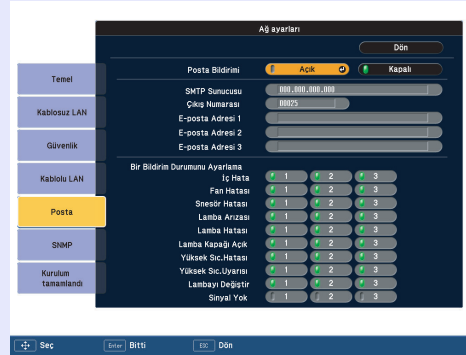 Ağ ayarları
Dön
Temel
Kablosuz LAN
Güvenlik
Kablolu LAN
Posta
SNMP
Kurulum
tamamlandı
Posta Bildirimi Açık Kapalı
SMTP Sunucusu 000,000,000,000
Çıkış Numarası 00025
E-posta Adresi 1
E-posta Adresi 2
E-posta Adresi 3
Bir Bildirim Durumunu Ayarlama
İç Hata 1 2 3
Fan Hatası 1 2 3
Snesör Hatası 1 2 3
Lamba Arızası 1 2 3
Lamba Hatası 1 2 3
Lamba Kapağı Açık 1 2 3
Yüksek Sıc.Hatası 1 2 3
Yüksek Sıc.Uyarısı 1 2 3
Lambayı Değiştir 1 2 3
Sinyal Yok 1 2 3
Seç Enter Bitti ESC Dön